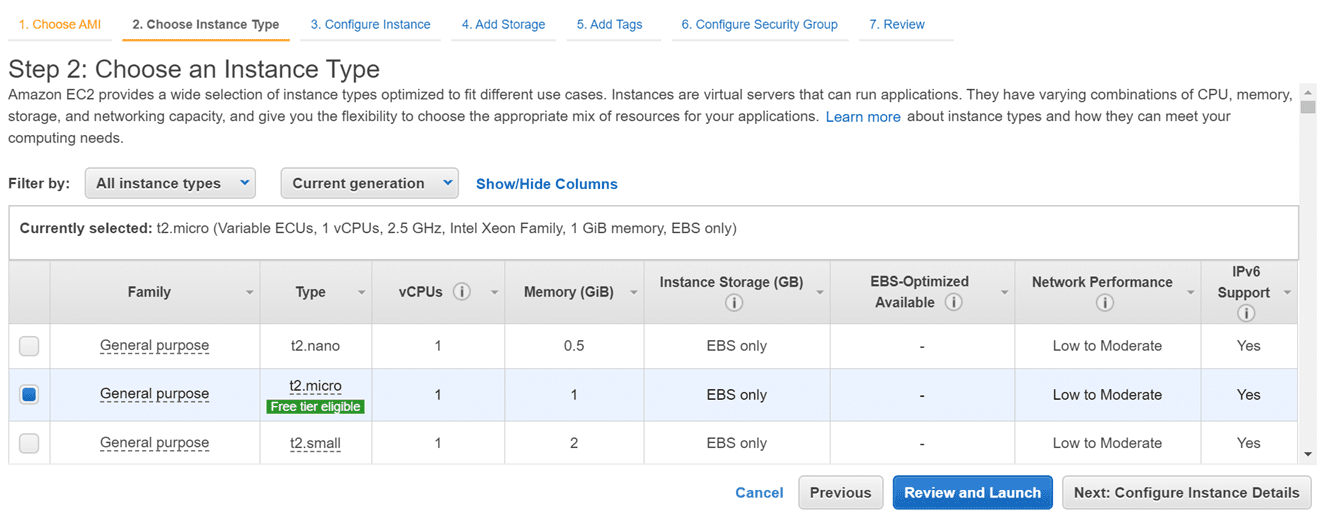 1. Choose AMI 2. Choose Instance Type 3. Configure Instance 4. Add Storage 5. Add Tags 6. Configure Security Group 7. Review
Step 2: Choose an Instance Type
Amazon EC2 provides a wide selection of instance types optimized to fit different use cases. Instances are virtual servers that can run applications. They have varying combinations of CPU, memory,
storage, and networking capacity, and give you the flexibility to choose the appropriate mix of resources for your applications. Learn more about instance types and how they can meet your
computing needs.
Filter by: All instance types Current generation Show/Hide Columns
Currently selected: t2.micro (Variable ECUs, 1 vCPUs, 2.5 GHz, Intel Xeon Family, 1 GiB memory, EBS only)
Family Type vCPUs i Memory (GiB) Instance Storage (GB) i EBS-Optimized Available i Network Performance i IPv6 Support i
General purpose t2.nano 1 0.5 EBS only - Low to Moderate Yes
General purpose t2.micro 1 1 EBS only - Low to Moderate Yes
Free tier eligible
General purpose t2.small 1 2 EBS only - Low to Moderate Yes
Cancel Previous Review and Launch Next: Configure Instance Details